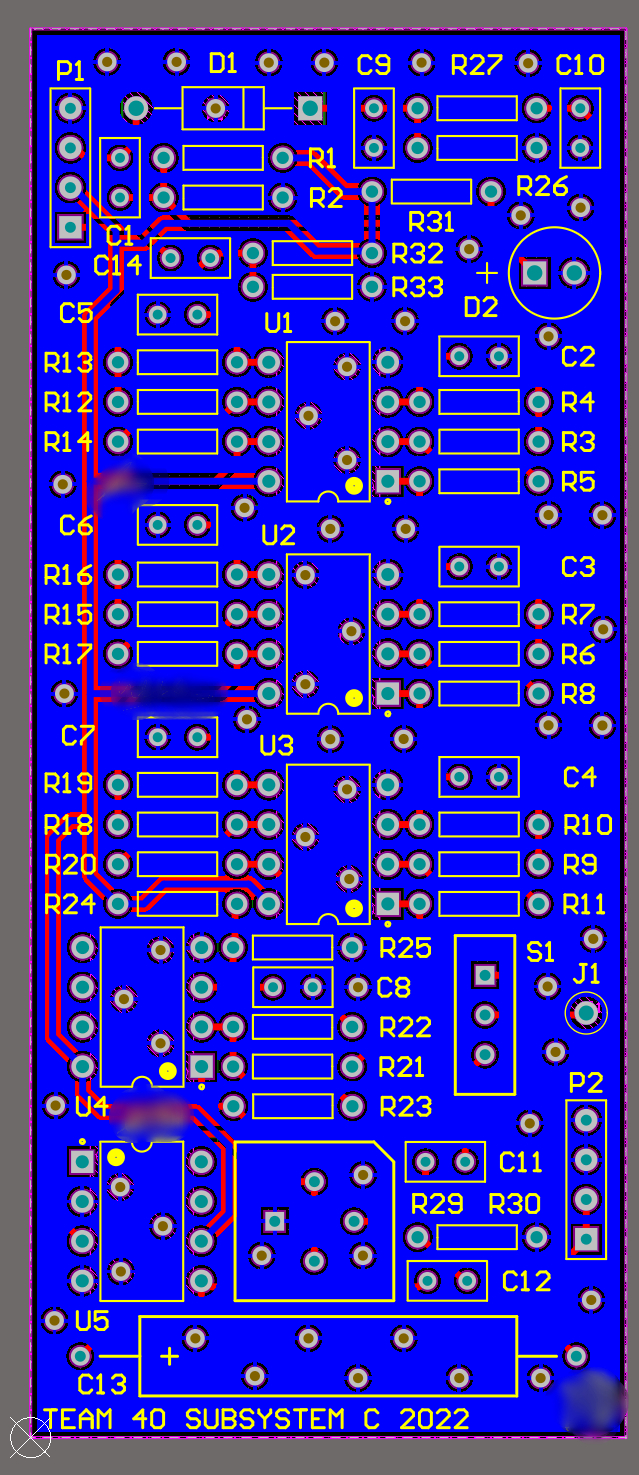 P1 D1 C9 R27 C10
R1
R2 R26
C1 R31
C14 R32
R33 D2
C5 U1
R13 C2
R12 R4
R14 R3
R5
C6 U2
R16 C3
R15 R7
R17 R6
R8
C7 U3
R19 C4
R18 R10
R20 R9
R24 R11
R25 S1
C8 J1
R22
R21 P2
U4 R23
C11
R29 R30
C12
U5
+
C13
TEAM 40 SUBSYSTEM C 2022